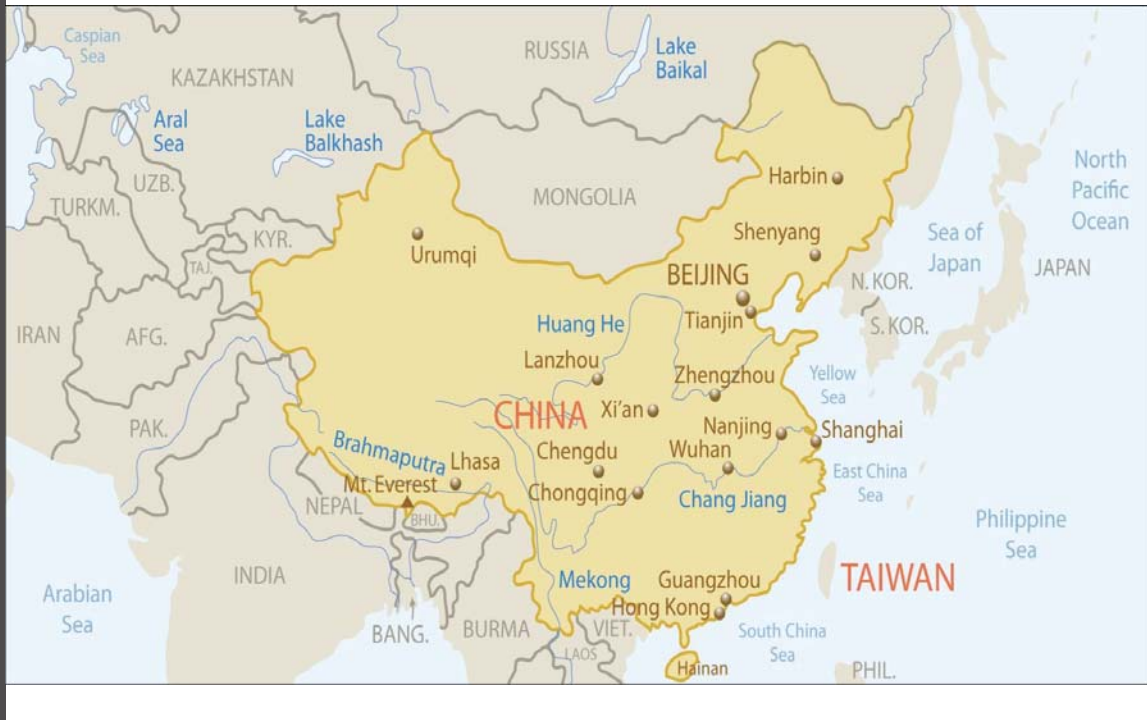 Caspian
Sea
KAZAKHSTAN
RUSSIA
Lake
Baikal
Aral
Sea
Lake
Balkhash
UZB.
TURKM.
KYR.
TAJ.
MONGOLIA
Harbin
North
Pacific
Ocean
Urumqi
Shenyang
Sea of
Japan
JAPAN
BEIJING
N. KOR.
Tianjin
S. KOR.
IRAN
AFG.
Huang He
Lanzhou
Zhengzhou
Yellow
Sea
PAK.
CHINA
Xi'an
Nanjing
Shanghai
Brahmaputra
Lhasa
Chengdu
Wuhan
East China
Sea
Mt. Everest
Chongqing
Chang Jiang
NEPAL
BHU.
Philippine
Sea
INDIA
Mekong
Guangzhou
TAIWAN
Arabian
Sea
Hong Kong
BANG.
BURMA
VIET.
South China
Sea
LAOS
Hainan
PHIL.